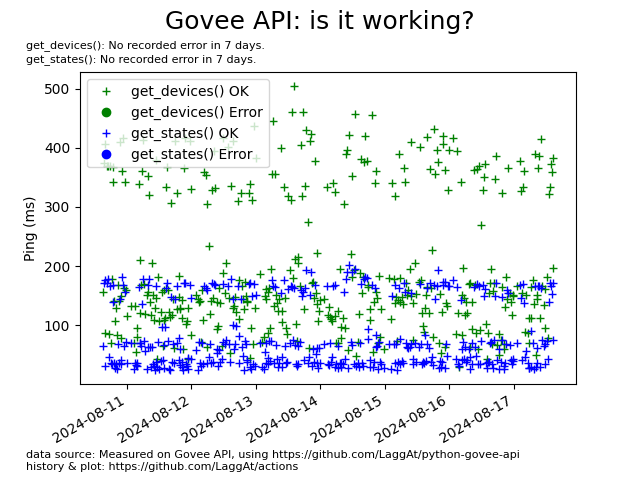 Govee API: is it working?
get_devices(): No recorded error in 7 days.
get_states(): No recorded error in 7 days.
get_devices() OK
get_devices() Error
get_states() OK
get_states() Error
Ping (ms)
500
400
300
200
100
2024-08-11
2024-08-12
2024-08-13
2024-08-14
2024-08-15
2024-08-16
2024-08-17
data source: Measured on Govee API, using https://github.com/LaggAt/python-govee-api
history & plot: https://github.com/LaggAt/actions